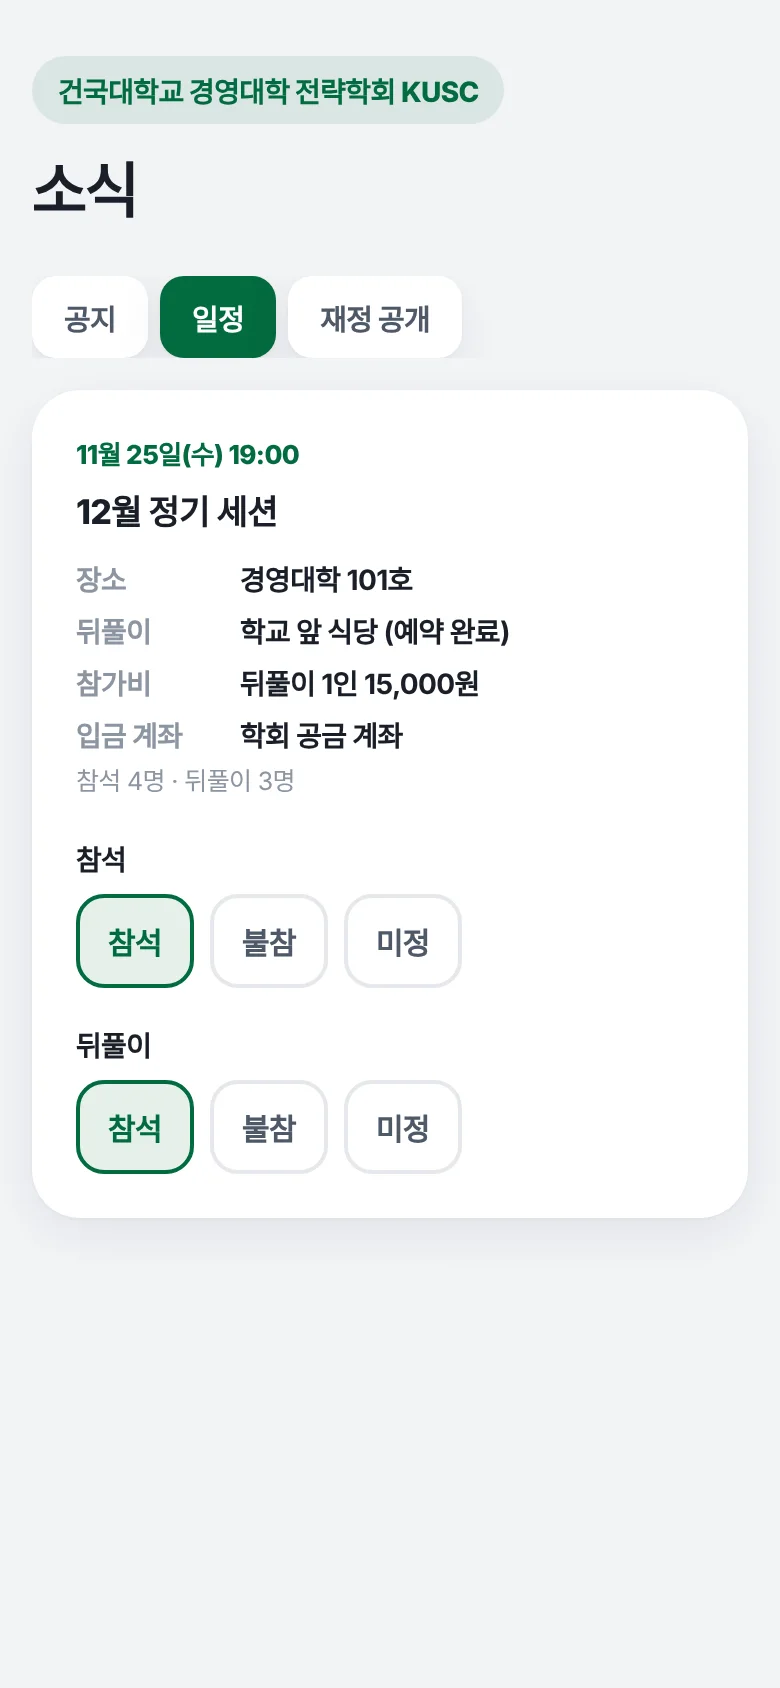 건국대학교 경영대학 전략학회 KUSC
소식
공지 일정 재정 공개
11월 25일(수) 19:00
12월 정기 세션
장소 경영대학 101호
뒤풀이 학교 앞 식당 (예약 완료)
참가비 뒤풀이 1인 15,000원
입금 계좌 학회 공금 계좌
참석 4명 · 뒤풀이 3명
참석
참석 불참 미정
뒤풀이
참석 불참 미정